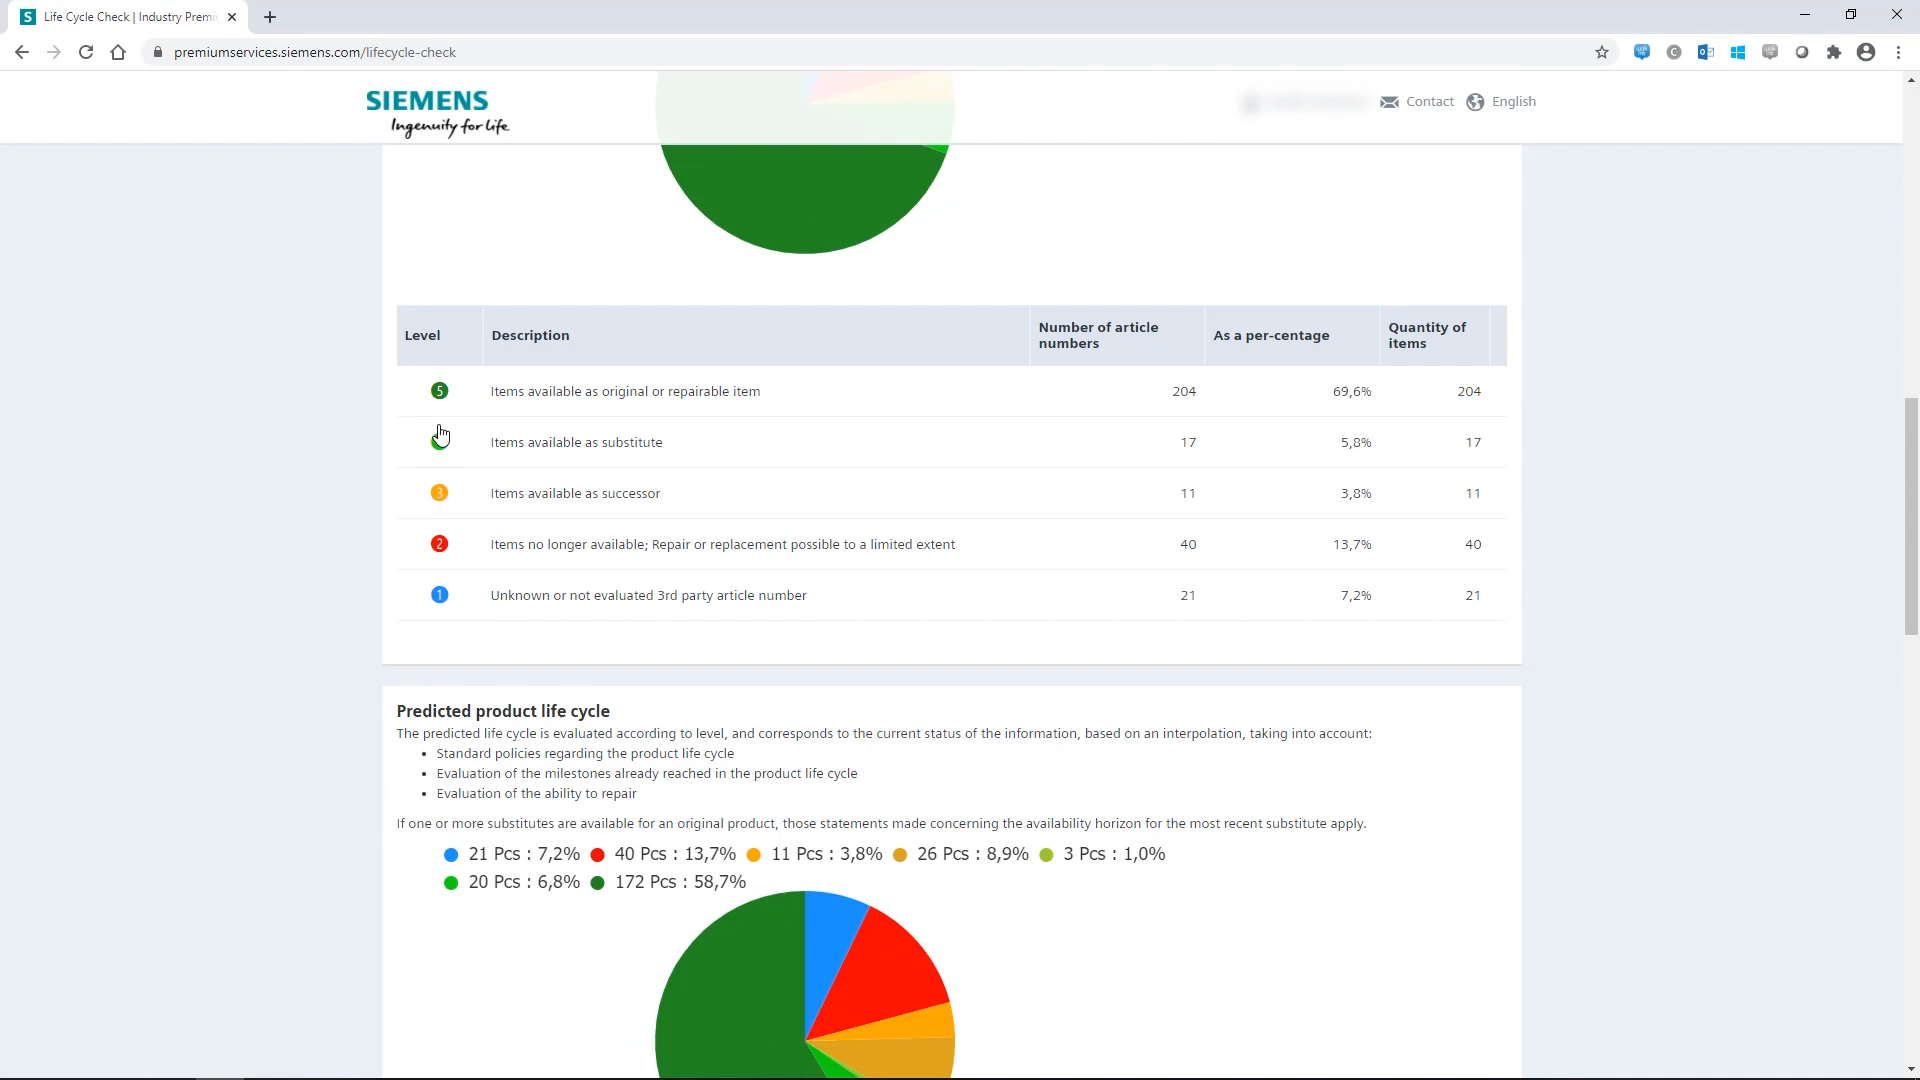 Life Cycle Check | Industry Premi
premiumservices.siemens.com/lifecycle-check
SIEMENS
Ingenuity for life
Contact
English
Level
Description
Number of article
numbers
As a per-centage
Quantity of
items
5
Items available as original or repairable item
204
69,6%
204
Items available as substitute
17
5,8%
17
3
Items available as successor
11
3,8%
11
2
Items no longer available; Repair or replacement possible to a limited extent
40
13,7%
40
1
Unknown or not evaluated 3rd party article number
21
7,2%
21
Predicted product life cycle
The predicted life cycle is evaluated according to level, and corresponds to the current status of the information, based on an interpolation, taking into account:
• Standard policies regarding the product life cycle
• Evaluation of the milestones already reached in the product life cycle
• Evaluation of the ability to repair
If one or more substitutes are available for an original product, those statements made concerning the availability horizon for the most recent substitute apply.
21 Pcs : 7,2% 40 Pcs : 13,7% 11 Pcs : 3,8% 26 Pcs : 8,9% 3 Pcs : 1,0%
20 Pcs : 6,8% 172 Pcs : 58,7%